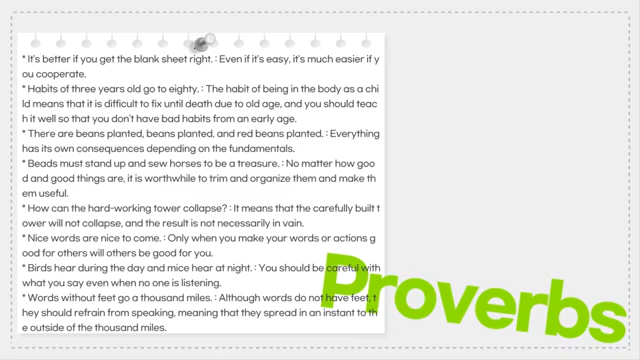 * It's better if you get the blank sheet right. : Even if it's easy, it's much easier if y
ou cooperate.
* Habits of three years old go to eighty. : The habit of being in the body as a chi
ld means that it is difficult to fix until death due to old age, and you should teac
h it well so that you don't have bad habits from an early age.
* There are beans planted, beans planted, and red beans planted. : Everything
has its own consequences depending on the fundamentals.
* Beads must stand up and sew horses to be a treasure. : No matter how goo
d and good things are, it is worthwhile to trim and organize them and make th
em useful.
* How can the hard-working tower collapse? : It means that the carefully built t
ower will not collapse, and the result is not necessarily in vain.
* Nice words are nice to come. : Only when you make your words or actions g
ood for others will others be good for you.
* Birds hear during the day and mice hear at night. : You should be careful with
what you say even when no one is listening.
* Words without feet go a thousand miles. : Although words do not have feet, t
hey should refrain from speaking, meaning that they spread in an instant to th
e outside of the thousand miles.
Proverbs